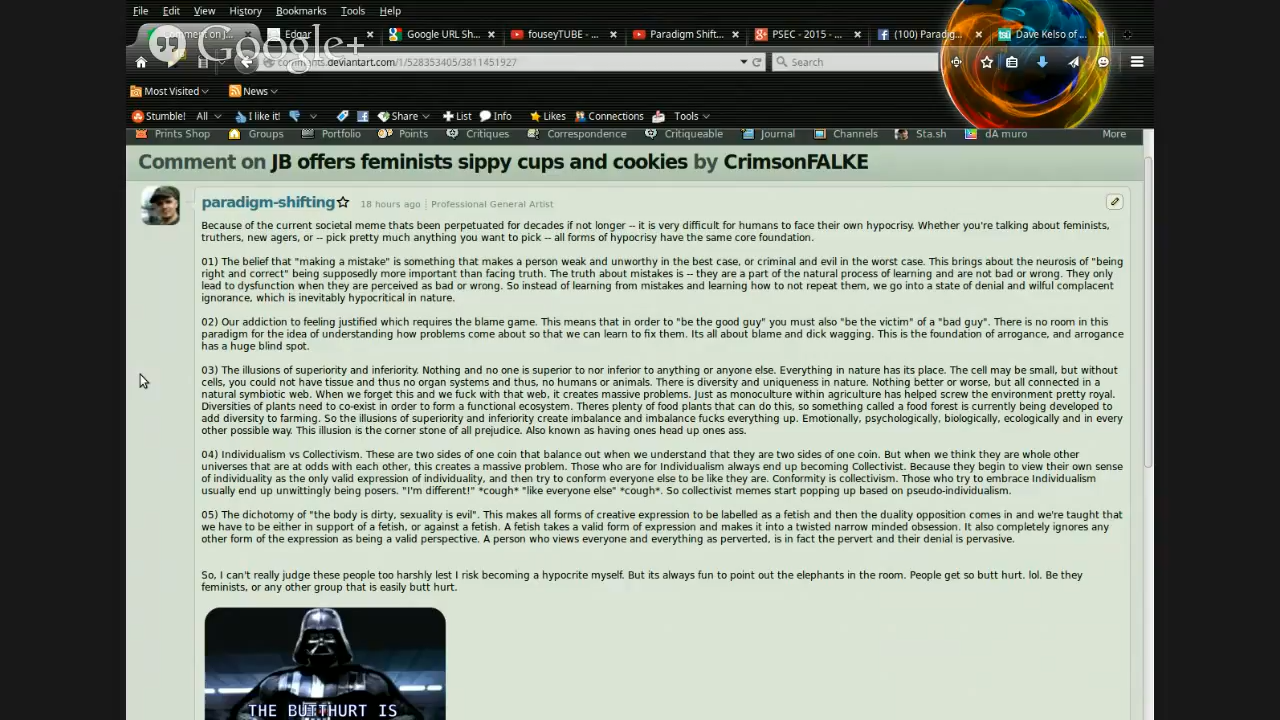 File Edit View History Bookmarks Tools Help
Comment on J... Edgar Google URL Sh... fouseyTUBE - ... Paradigm Shift... PSEC - 2015 - ... (100) Paradig... Dave Kelso of ...
Google+
comments.deviantart.com/1/528353405/3811451927 Search
Most Visited News
Stumble! All I like it! Share List Info Likes Connections Tools
Prints Shop Groups Portfolio Points Critiques Correspondence Critiqueable Journal Channels Sta.sh dA muro More
Comment on JB offers feminists sippy cups and cookies by CrimsonFALKE
paradigm-shifting 18 hours ago | Professional General Artist
Because of the current societal meme thats been perpetuated for decades if not longer -- it is very difficult for humans to face their own hypocrisy. Whether you're talking about feminists,
truthers, new agers, or -- pick pretty much anything you want to pick -- all forms of hypocrisy have the same core foundation.
01) The belief that "making a mistake" is something that makes a person weak and unworthy in the best case, or criminal and evil in the worst case. This brings about the neurosis of "being
right and correct" being supposedly more important than facing truth. The truth about mistakes is -- they are a part of the natural process of learning and are not bad or wrong. They only
lead to dysfunction when they are perceived as bad or wrong. So instead of learning from mistakes and learning how to not repeat them, we go into a state of denial and wilful complacent
ignorance, which is inevitably hypocritical in nature.
02) Our addiction to feeling justified which requires the blame game. This means that in order to "be the good guy" you must also "be the victim" of a "bad guy". There is no room in this
paradigm for the idea of understanding how problems come about so that we can learn to fix them. Its all about blame and dick wagging. This is the foundation of arrogance, and arrogance
has a huge blind spot.
03) The illusions of superiority and inferiority. Nothing and no one is superior to nor inferior to anything or anyone else. Everything in nature has its place. The cell may be small, but without
cells, you could not have tissue and thus no organ systems and thus, no humans or animals. There is diversity and uniqueness in nature. Nothing better or worse, but all connected in a
natural symbiotic web. When we forget this and we fuck with that web, it creates massive problems. Just as monoculture within agriculture has helped screw the environment pretty royal.
Diversities of plants need to co-exist in order to form a functional ecosystem. Theres plenty of food plants that can do this, so something called a food forest is currently being developed to
add diversity to farming. So the illusions of superiority and inferiority create imbalance and imbalance fucks everything up. Emotionally, psychologically, biologically, ecologically and in every
other possible way. This illusion is the corner stone of all prejudice. Also known as having ones head up ones ass.
04) Individualism vs Collectivism. These are two sides of one coin that balance out when we understand that they are two sides of one coin. But when we think they are whole other
universes that are at odds with each other, this creates a massive problem. Those who are for Individualism always end up becoming Collectivist. Because they begin to view their own sense
of individuality as the only valid expression of individuality, and then try to conform everyone else to be like they are. Conformity is collectivism. Those who try to embrace Individualism
usually end up unwittingly being posers. "I'm different!" *cough* "like everyone else" *cough*. So collectivist memes start popping up based on pseudo-individualism.
05) The dichotomy of "the body is dirty, sexuality is evil". This makes all forms of creative expression to be labelled as a fetish and then the duality opposition comes in and we're taught that
we have to be either in support of a fetish, or against a fetish. A fetish takes a valid form of expression and makes it into a twisted narrow minded obsession. It also completely ignores any
other form of the expression as being a valid perspective. A person who views everyone and everything as perverted, is in fact the pervert and their denial is pervasive.
So, I can't really judge these people too harshly lest I risk becoming a hypocrite myself. But its always fun to point out the elephants in the room. People get so butt hurt. lol. Be they
feminists, or any other group that is easily butt hurt.
THE BUTTHURT IS